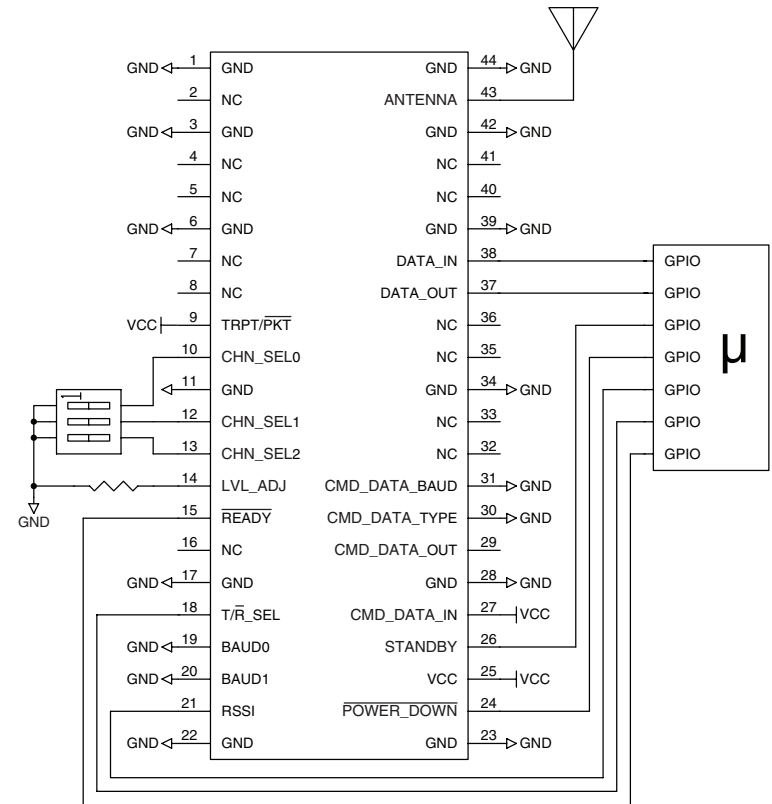 GND 1 GND GND 44 GND
2 NC ANTENNA 43
GND 3 GND GND 42 GND
4 NC NC 41
5 NC NC 40
GND 6 GND GND 39 GND
7 NC DATA_IN 38 GPIO
8 NC DATA_OUT 37 GPIO
VCC 9 TRPT/PKT NC 36 GPIO
10 CHN_SEL0 NC 35 GPIO
μ
11 GND GND 34 GND GPIO
1
12 CHN_SEL1 NC 33 GPIO
13 CHN_SEL2 NC 32 GPIO
14 LVL_ADJ CMD_DATA_BAUD 31 GND
GND
15 READY CMD_DATA_TYPE 30 GND
16 NC CMD_DATA_OUT 29
GND 17 GND GND 28 GND
18 T/R_SEL CMD_DATA_IN 27 VCC
GND 19 BAUD0 STANDBY 26
GND 20 BAUD1 VCC 25 VCC
21 RSSI POWER_DOWN 24
GND 22 GND GND 23 GND